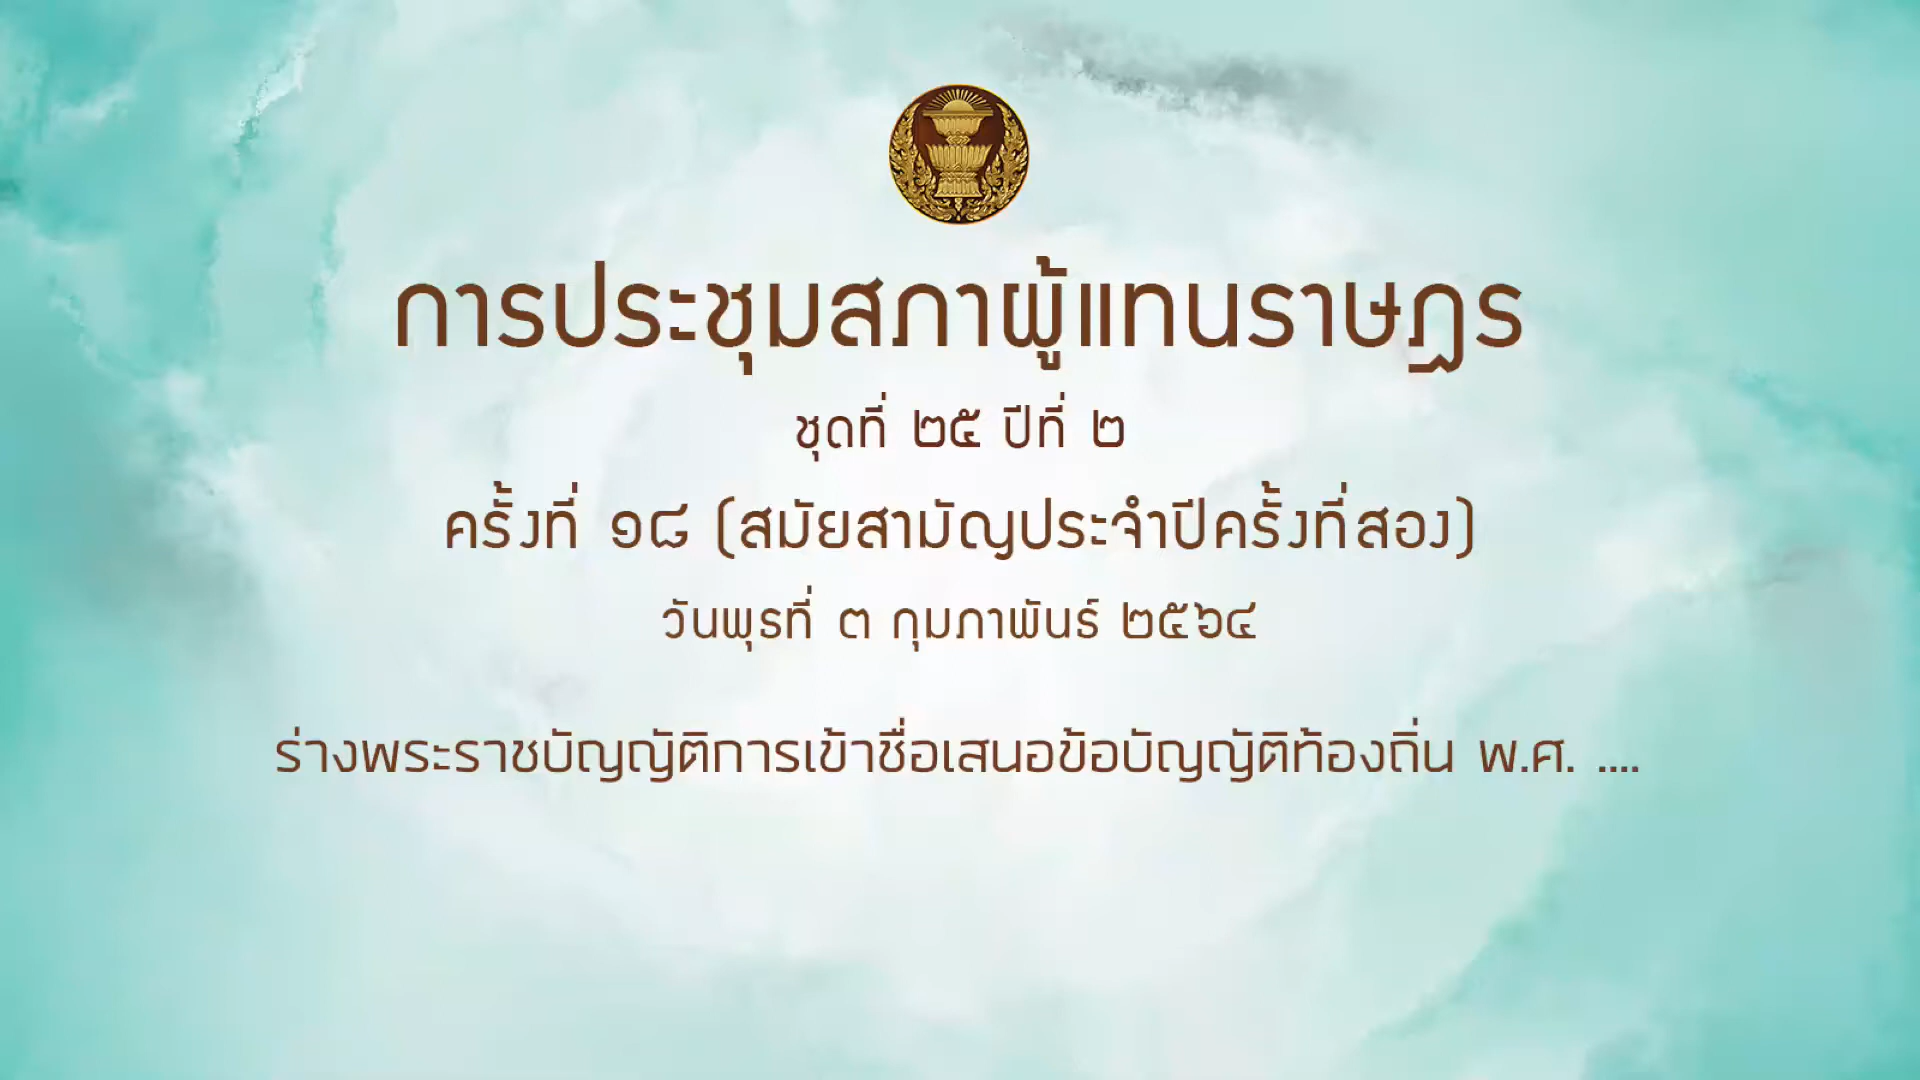 การประชุมสภาผู้แทนราษฎร
ชุดที่ ๒๕ ปีที่ ๒
ครั้งที่ ๑๘ (สมัยสามัญประจำปีครั้งที่สอง)
วันพุธที่ ๓ กุมภาพันธ์ ๒๕๖๔
ร่างพระราชบัญญัติการเข้าชื่อเสนอข้อบัญญัติท้องถิ่น พ.ศ. ....